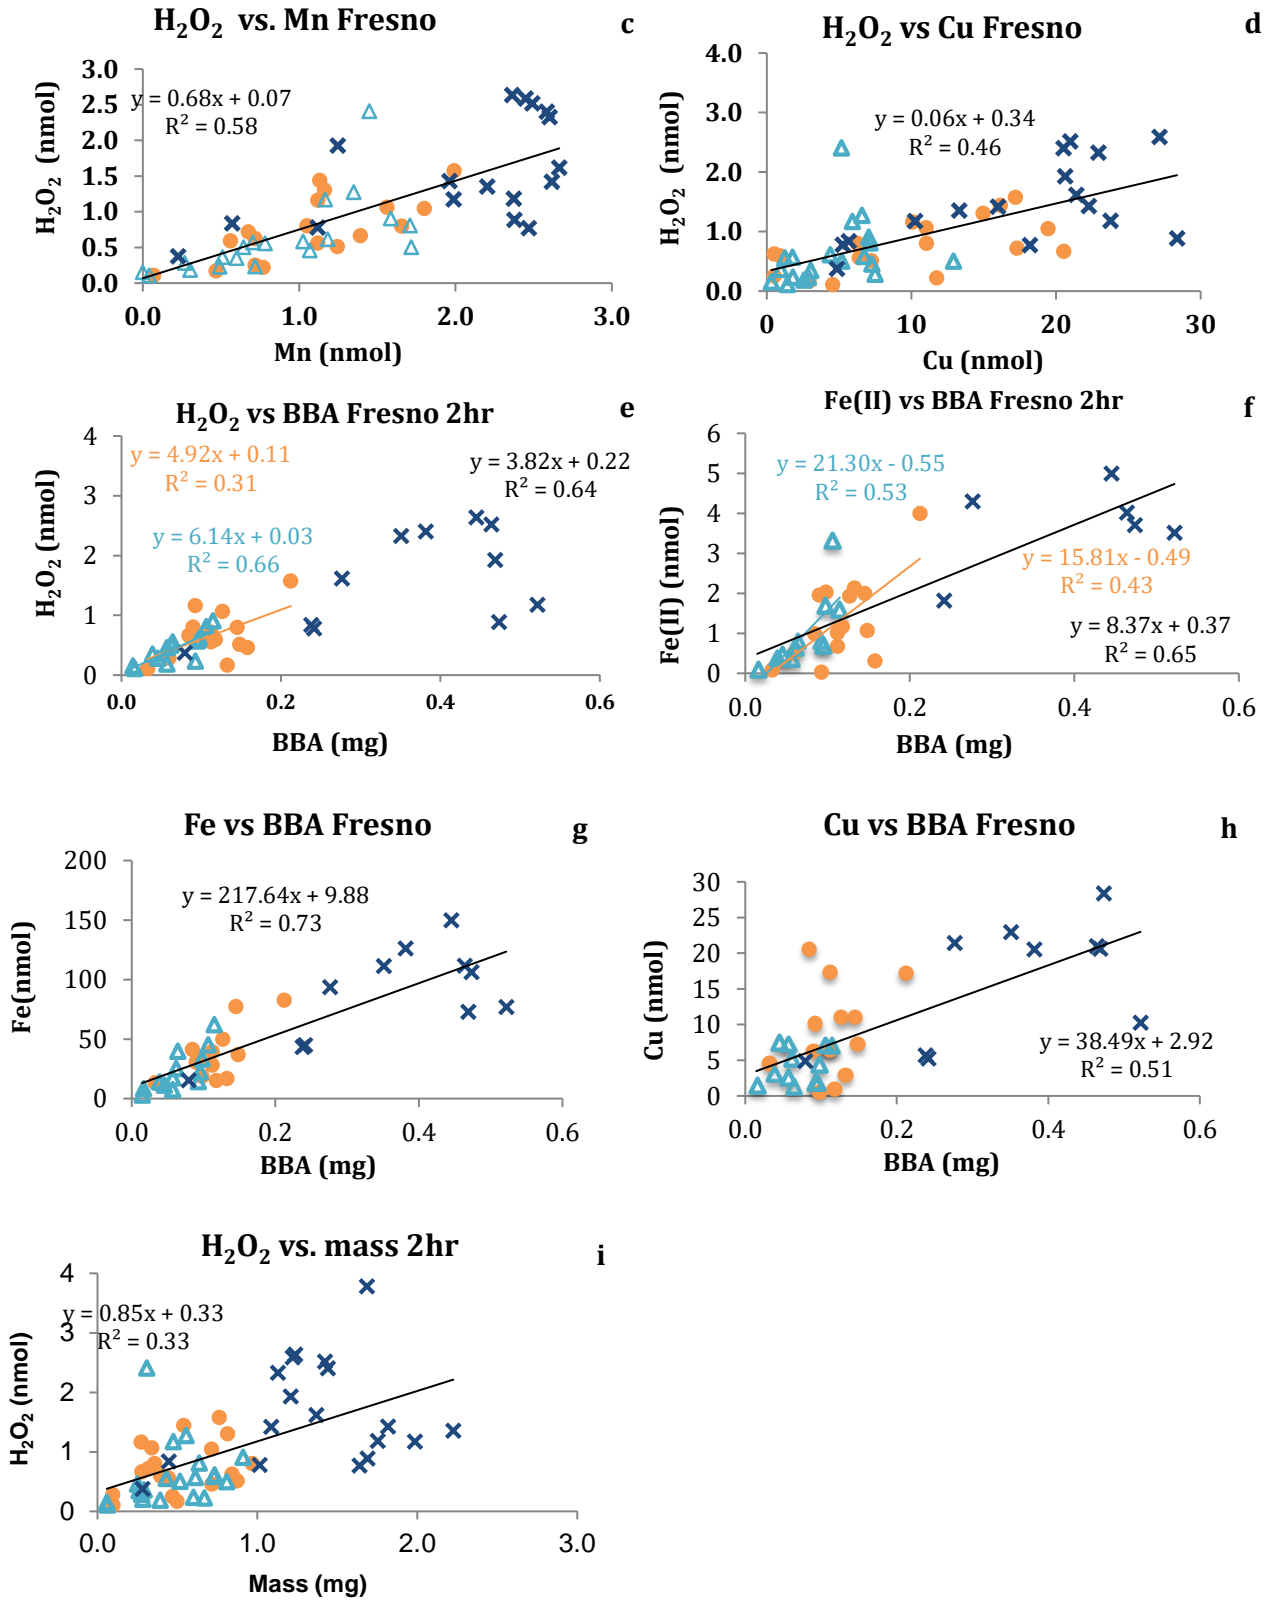 H₂O₂ vs. Mn Fresno
c
3.0
2.5
2.0
1.5
1.0
0.5
0.0
y = 0.68x + 0.07
R² = 0.58
H₂O₂ (nmol)
0.0 1.0 2.0 3.0
Mn (nmol)
H₂O₂ vs Cu Fresno
d
4.0
3.0
2.0
1.0
0.0
y = 0.06x + 0.34
R² = 0.46
H₂O₂ (nmol)
0 10 20 30
Cu (nmol)
H₂O₂ vs BBA Fresno 2hr
e
4
3
2
1
0
y = 4.92x + 0.11
R² = 0.31
y = 3.82x + 0.22
R² = 0.64
y = 6.14x + 0.03
R² = 0.66
H₂O₂ (nmol)
0.0 0.2 0.4 0.6
BBA (mg)
Fe(II) vs BBA Fresno 2hr
f
6
5
4
3
2
1
0
y = 21.30x - 0.55
R² = 0.53
y = 15.81x - 0.49
R² = 0.43
y = 8.37x + 0.37
R² = 0.65
Fe(II) (nmol)
0.0 0.2 0.4 0.6
BBA (mg)
Fe vs BBA Fresno
g
200
150
100
50
0
y = 217.64x + 9.88
R² = 0.73
Fe(nmol)
0.0 0.2 0.4 0.6
BBA (mg)
Cu vs BBA Fresno
h
30
25
20
15
10
5
0
y = 38.49x + 2.92
R² = 0.51
Cu (nmol)
0.0 0.2 0.4 0.6
BBA (mg)
H₂O₂ vs. mass 2hr
i
4
3
2
1
0
y = 0.85x + 0.33
R² = 0.33
H₂O₂ (nmol)
0.0 1.0 2.0 3.0
Mass (mg)